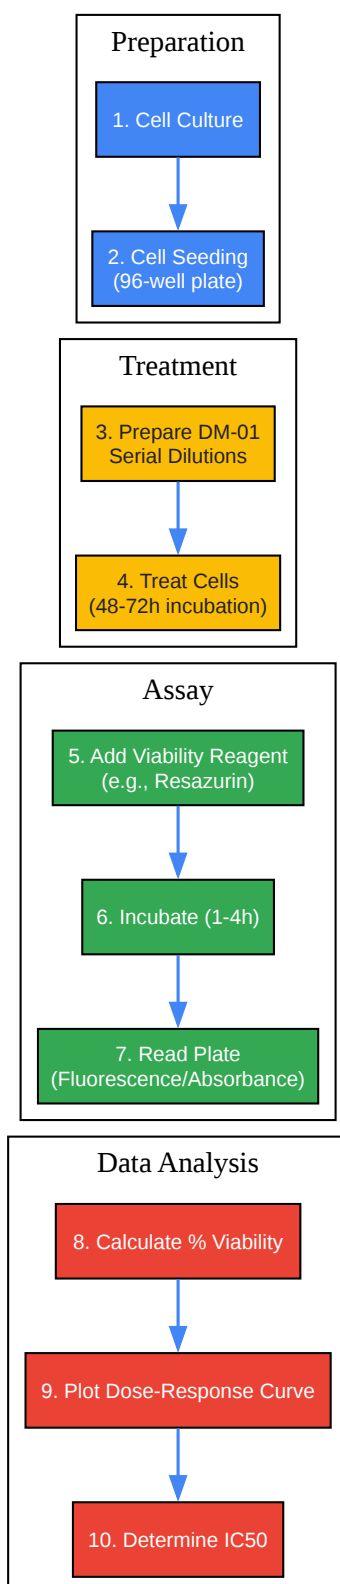 Preparation
1. Cell Culture
2. Cell Seeding
(96-well plate)
Treatment
3. Prepare DM-01
Serial Dilutions
4. Treat Cells
(48-72h incubation)
Assay
5. Add Viability Reagent
(e.g., Resazurin)
6. Incubate (1-4h)
7. Read Plate
(Fluorescence/Absorbance)
Data Analysis
8. Calculate % Viability
9. Plot Dose-Response Curve
10. Determine IC50